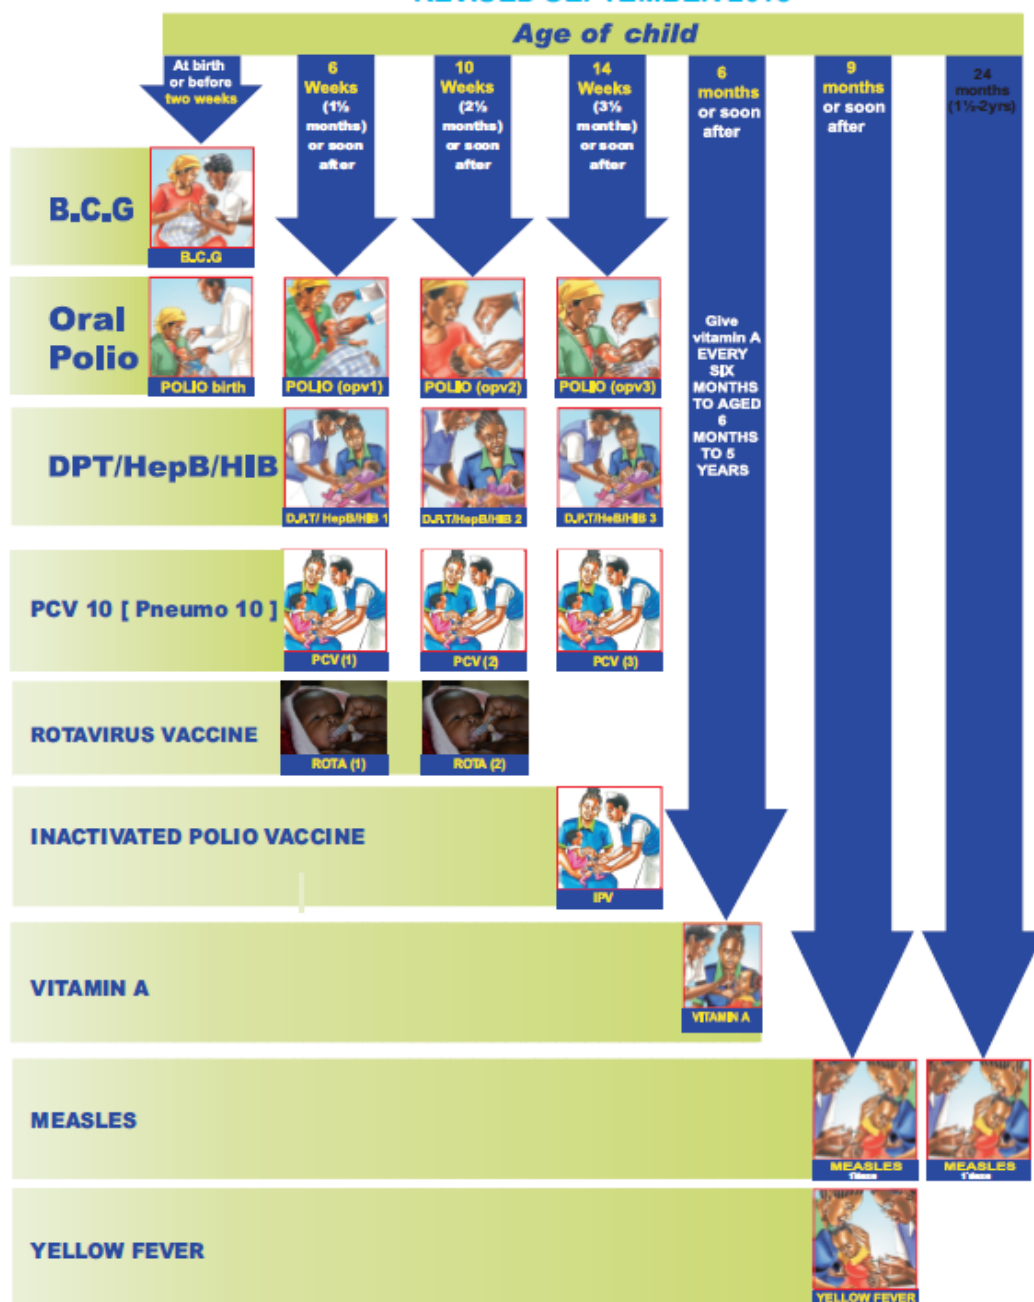 Age of child
At birth
or before
two weeks
6
Weeks
(1½
months)
or soon
after
10
Weeks
(2½
months)
or soon
after
14
Weeks
(3½
months)
or soon
after
6
months
or soon
after
9
months
or soon
after
24
months
(1½-2yrs)
B.C.G
B.C.G
Oral
Polio
POLIO birth
POLIO (opv1)
POLIO (opv2)
POLIO (opv3)
Give
vitamin A
EVERY
SIX
MONTHS
TO AGED
6
MONTHS
TO 5
YEARS
DPT/HepB/HIB
D.P.T/ HepB/HIB 1
D.P.T/HepB/HIB 2
D.P.T/HeB/HIB 3
PCV 10 [ Pneumo 10 ]
PCV (1)
PCV (2)
PCV (3)
ROTAVIRUS VACCINE
ROTA (1)
ROTA (2)
INACTIVATED POLIO VACCINE
IPV
VITAMIN A
VITAMIN A
MEASLES
MEASLES
MEASLES
YELLOW FEVER
YELLOW FEVER